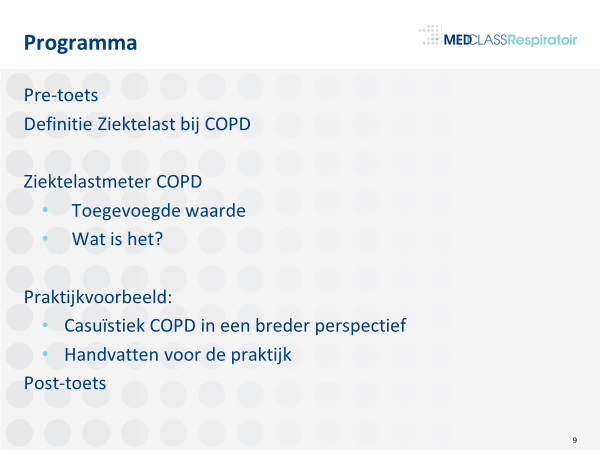 Programma
MEDCLASSRespiratoir
Pre-toets
Definitie Ziektelast bij COPD
Ziektelastmeter COPD
• Toegevoegde waarde
• Wat is het?
Praktijkvoorbeeld:
• Casuïstiek COPD in een breder perspectief
• Handvatten voor de praktijk
Post-toets
9